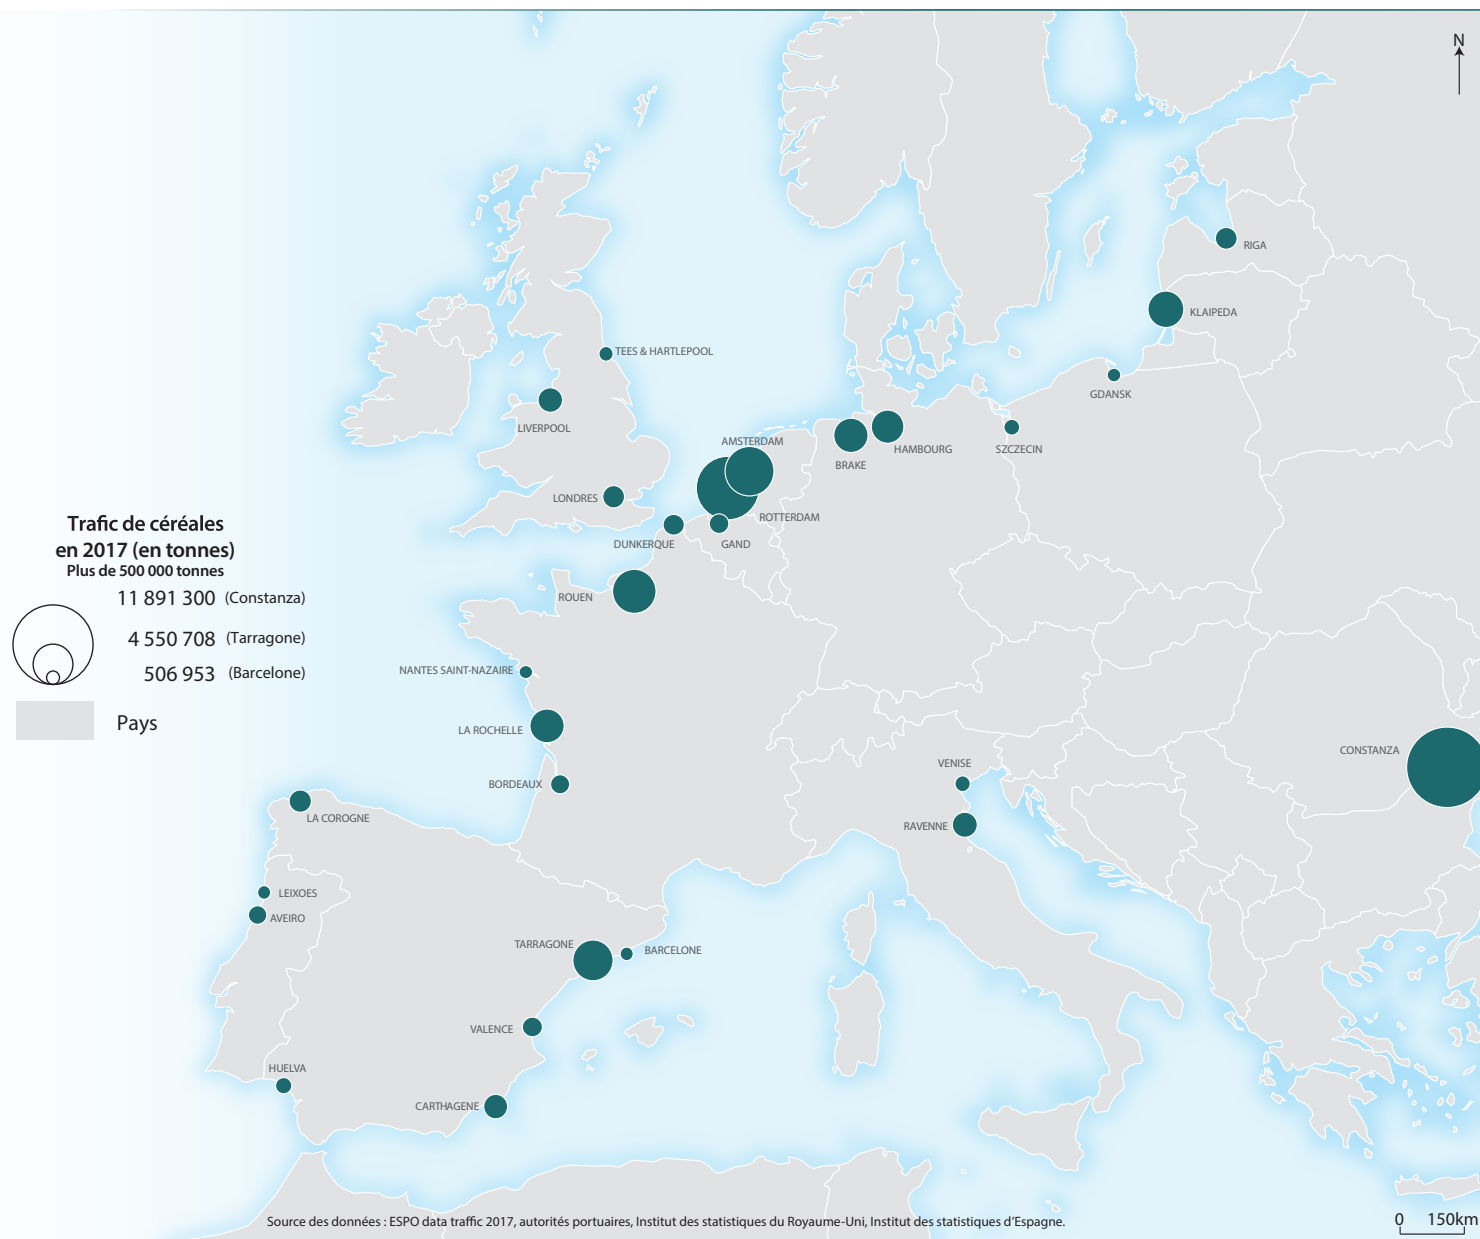 N
RIGA
KLAIPEDA
TEES & HARTLEPOOL
GDANSK
LIVERPOOL
AMSTERDAM
HAMBOURG
SZCZECIN
BRAKE
LONDRES
ROTTERDAM
DUNKERQUE
GAND
Trafic de céréales
en 2017 (en tonnes)
Plus de 500 000 tonnes
11 891 300 (Constanza)
4 550 708 (Tarragone)
506 953 (Barcelone)
Pays
ROUEN
NANTES SAINT-NAZAIRE
LA ROCHELLE
CONSTANZA
VENISE
BORDEAUX
LA COROGNE
RAVENNE
LEIXOES
AVEIRO
TARRAGONE
BARCELONE
VALENCE
HUELVA
CARTHAGENE
Source des données : ESPO data traffic 2017, autorités portuaires, Institut des statistiques du Royaume-Uni, Institut des statistiques d'Espagne.
0 150km